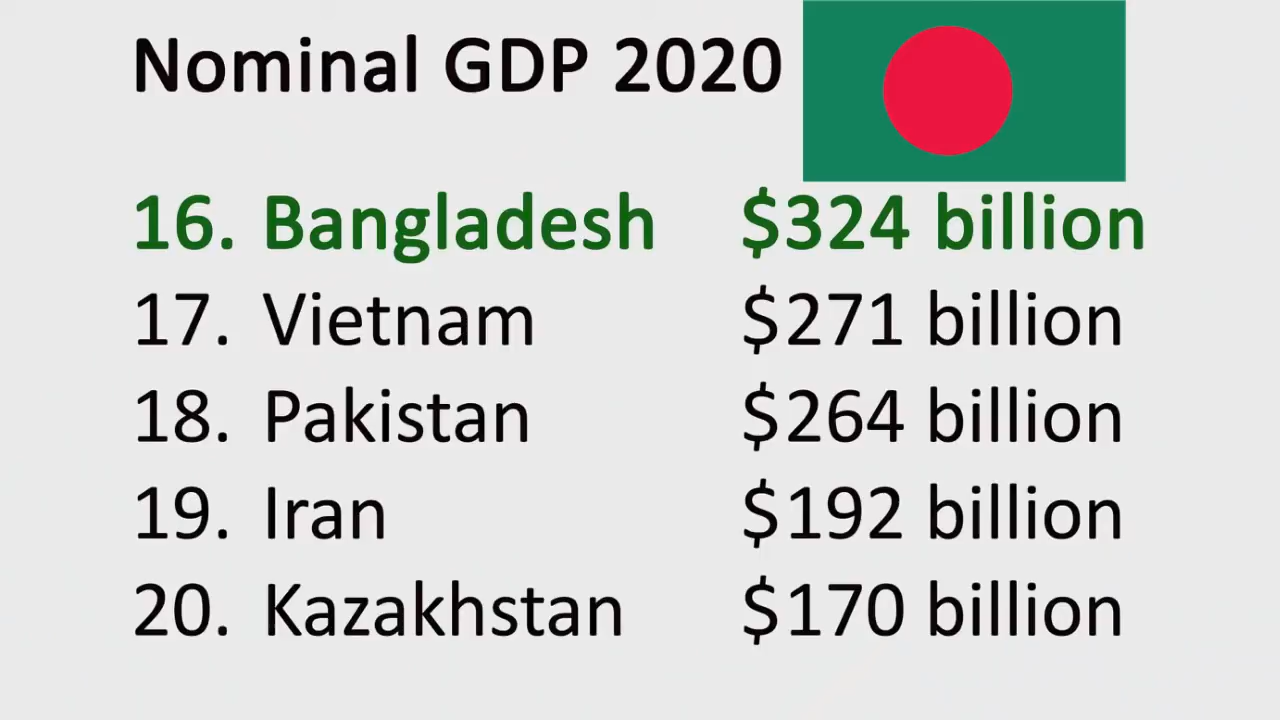 Nominal GDP 2020
16. Bangladesh $324 billion
17. Vietnam $271 billion
18. Pakistan $264 billion
19. Iran $192 billion
20. Kazakhstan $170 billion